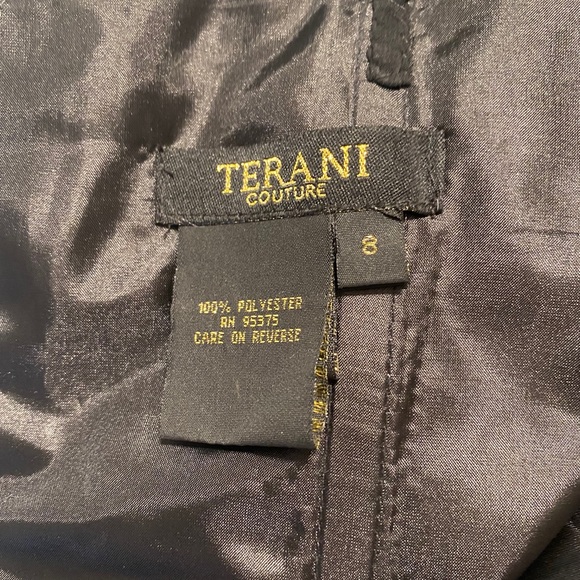 TERANI
COUTURE
8
100% POLYESTER
RN 95375
CARE ON REVERSE